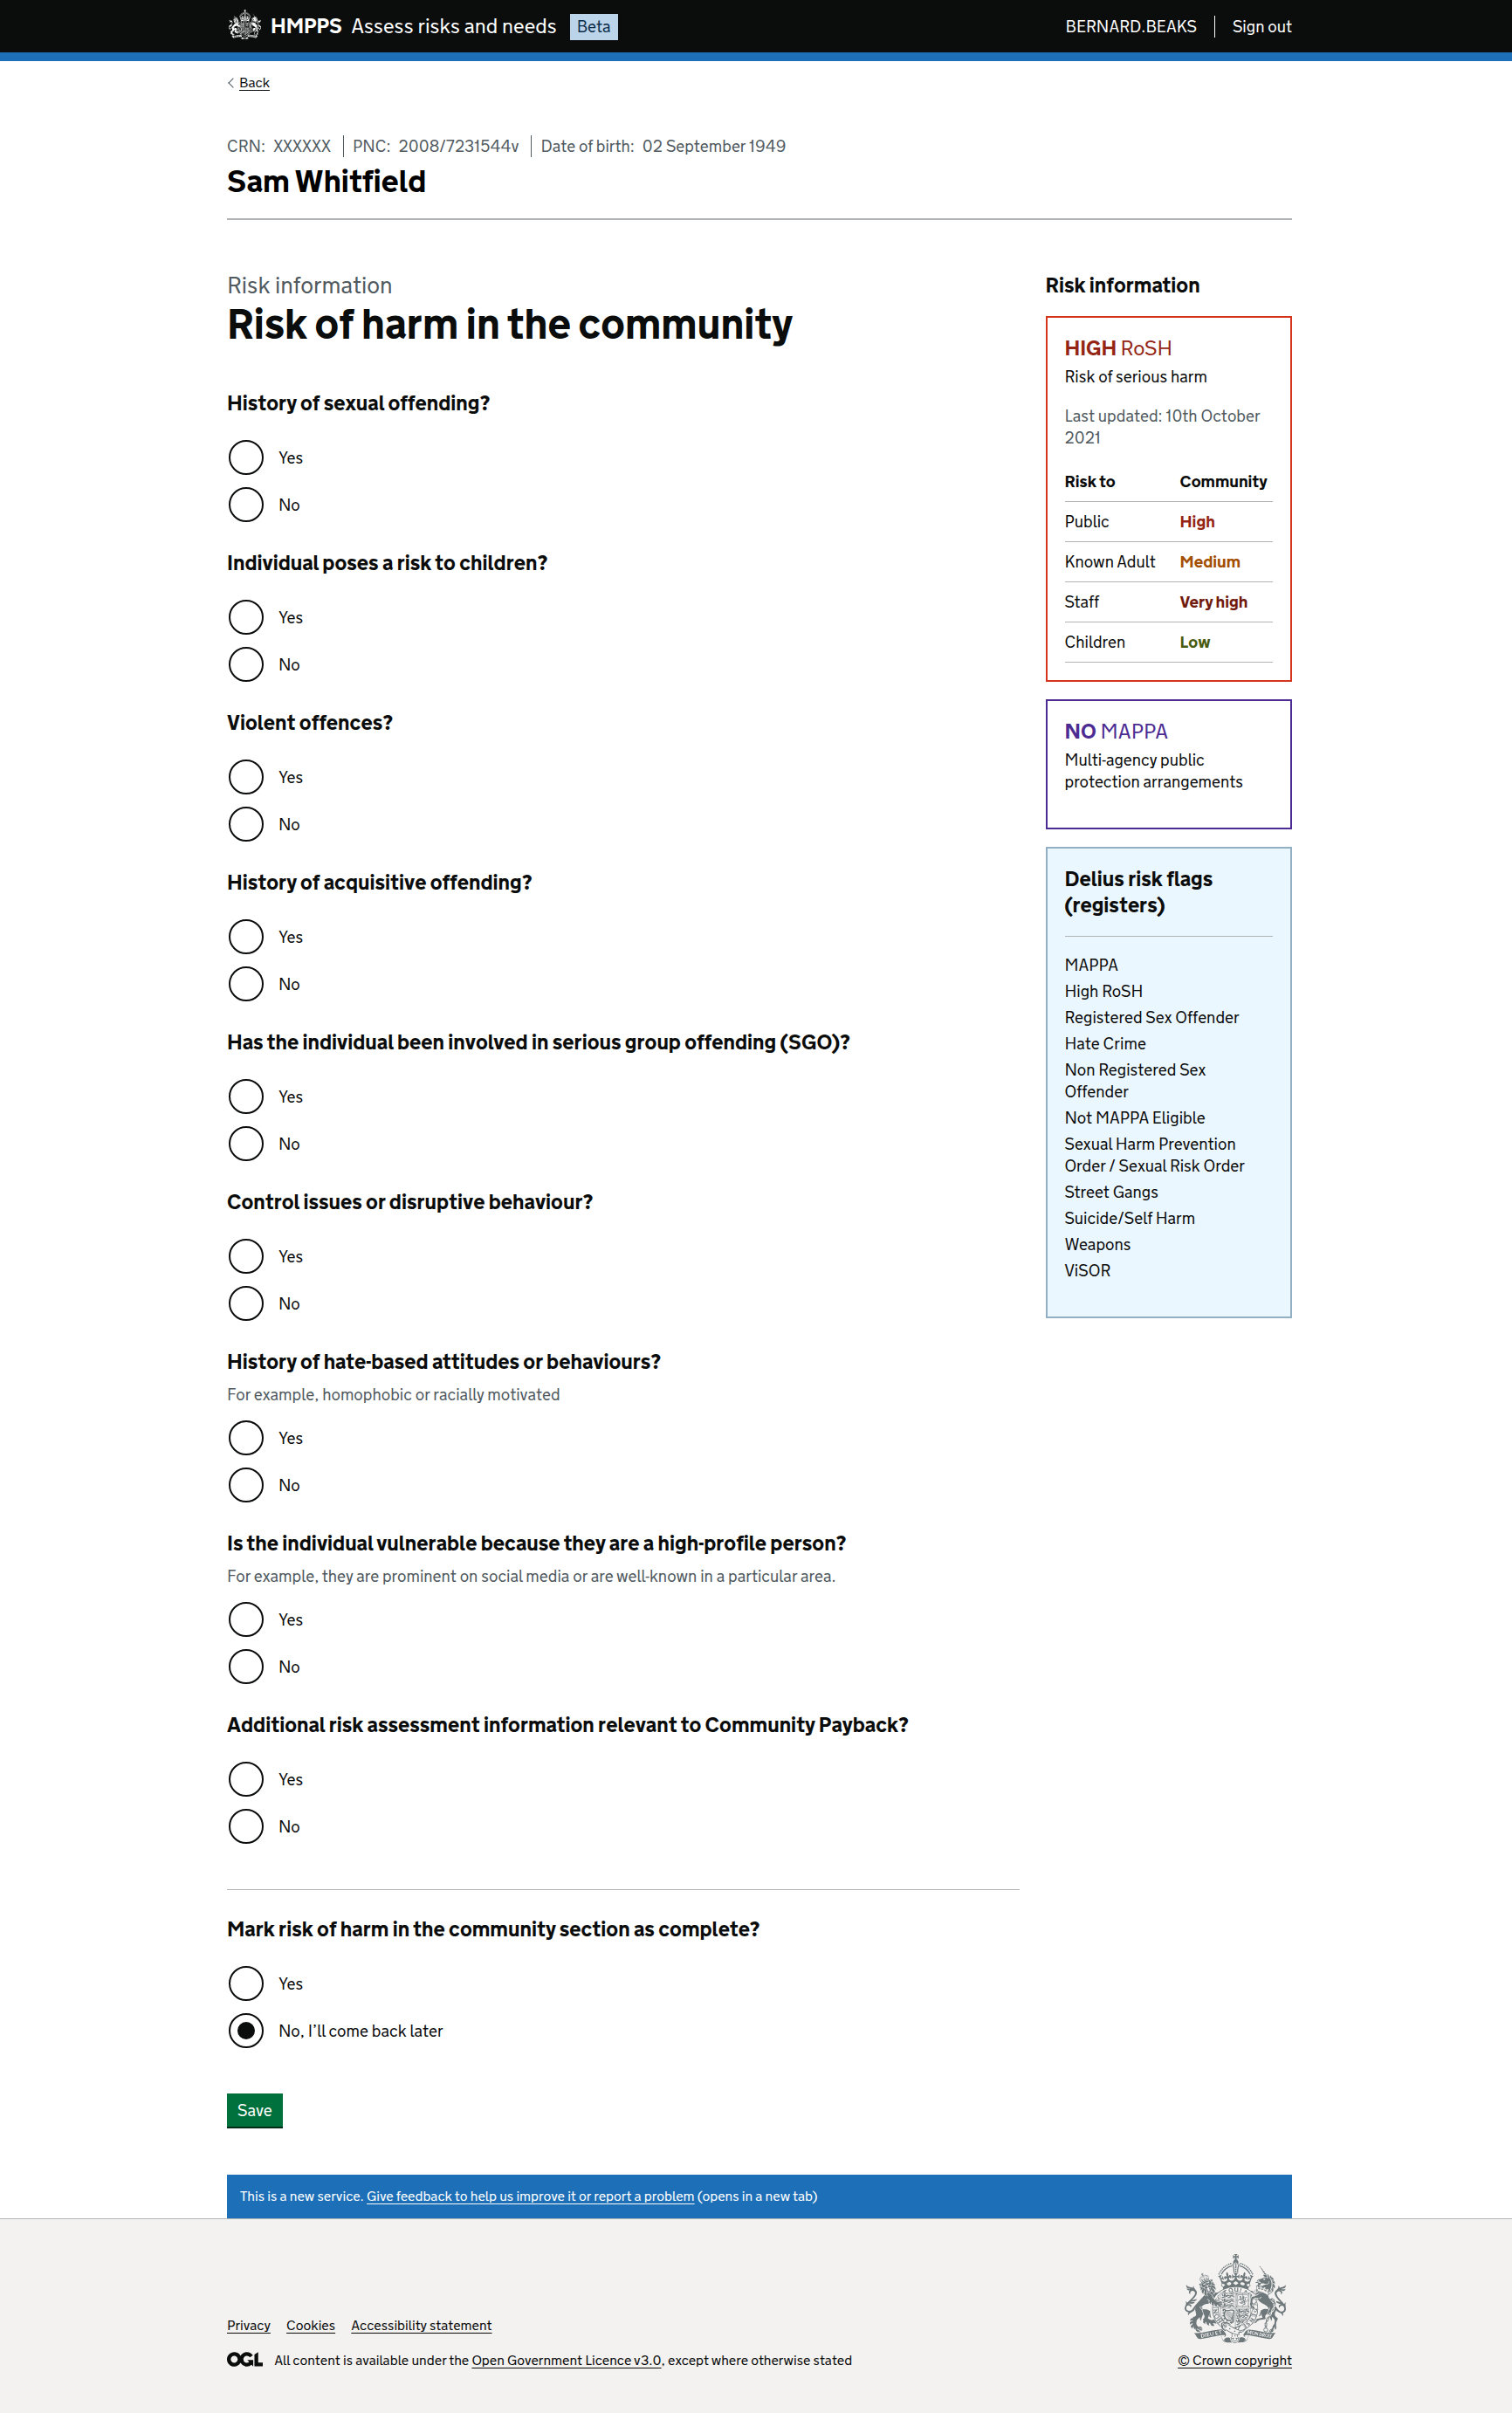 HMPPS Assess risks and needs Beta
BERNARD.BEAKS Sign out
Back
CRN: XXXXXX PNC: 2008/7231544v Date of birth: 02 September 1949
Sam Whitfield
Risk information
Risk of harm in the community
History of sexual offending?
Yes
No
Individual poses a risk to children?
Yes
No
Violent offences?
Yes
No
History of acquisitive offending?
Yes
No
Has the individual been involved in serious group offending (SGO)?
Yes
No
Control issues or disruptive behaviour?
Yes
No
History of hate-based attitudes or behaviours?
For example, homophobic or racially motivated
Yes
No
Is the individual vulnerable because they are a high-profile person?
For example, they are prominent on social media or are well-known in a particular area.
Yes
No
Additional risk assessment information relevant to Community Payback?
Yes
No
Mark risk of harm in the community section as complete?
Yes
No, I'll come back later
Save
Risk information
HIGH RoSH
Risk of serious harm
Last updated: 10th October
2021
Risk to Community
Public High
Known Adult Medium
Staff Very high
Children Low
NO MAPPA
Multi-agency public
protection arrangements
Delius risk flags
(registers)
MAPPA
High RoSH
Registered Sex Offender
Hate Crime
Non Registered Sex
Offender
Not MAPPA Eligible
Sexual Harm Prevention
Order / Sexual Risk Order
Street Gangs
Suicide/Self Harm
Weapons
ViSOR
This is a new service. Give feedback to help us improve it or report a problem (opens in a new tab)
Privacy Cookies Accessibility statement
OGL All content is available under the Open Government Licence v3.0, except where otherwise stated
© Crown copyright